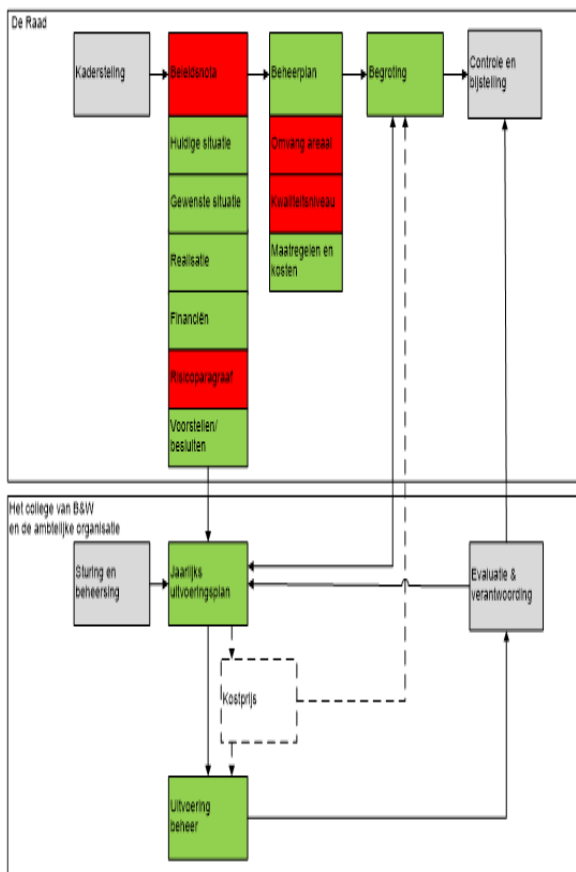 De Raad
Kaderstelling
Beleidsnota
Beheerplan
Begroting
Controle en
bijstelling
Huidige situatie
Gewenste situatie
Realisatie
Financiën
Risicoparagraaf
Voorstellen/
besluiten
Omvang areaal
Kwaliteitsniveau
Maatregelen en
kosten
Het college van B&W
en de ambtelijke organisatie
Sturing en
beheersing
Jaarlijks
uitvoeringsplan
Evaluatie &
verantwoording
Kostprijs
Uitvoering
beheer